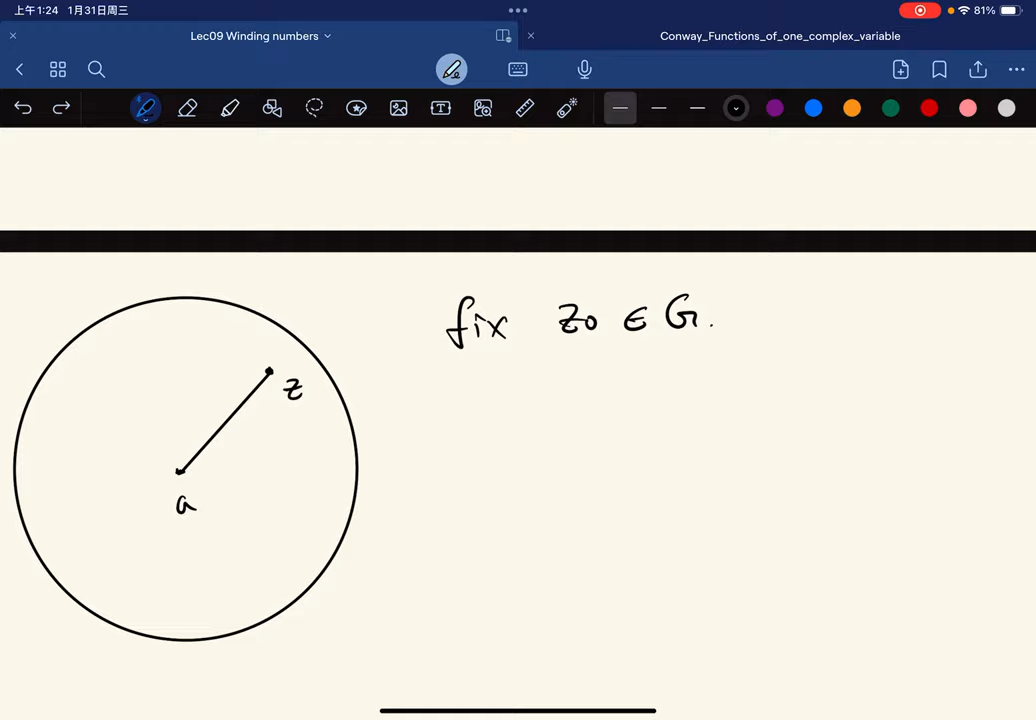 上午1:24 1月31日周三
81%
Lec09 Winding numbers
Conway_Functions_of_one_complex_variable
fix z₀ ∈ G.
z
a